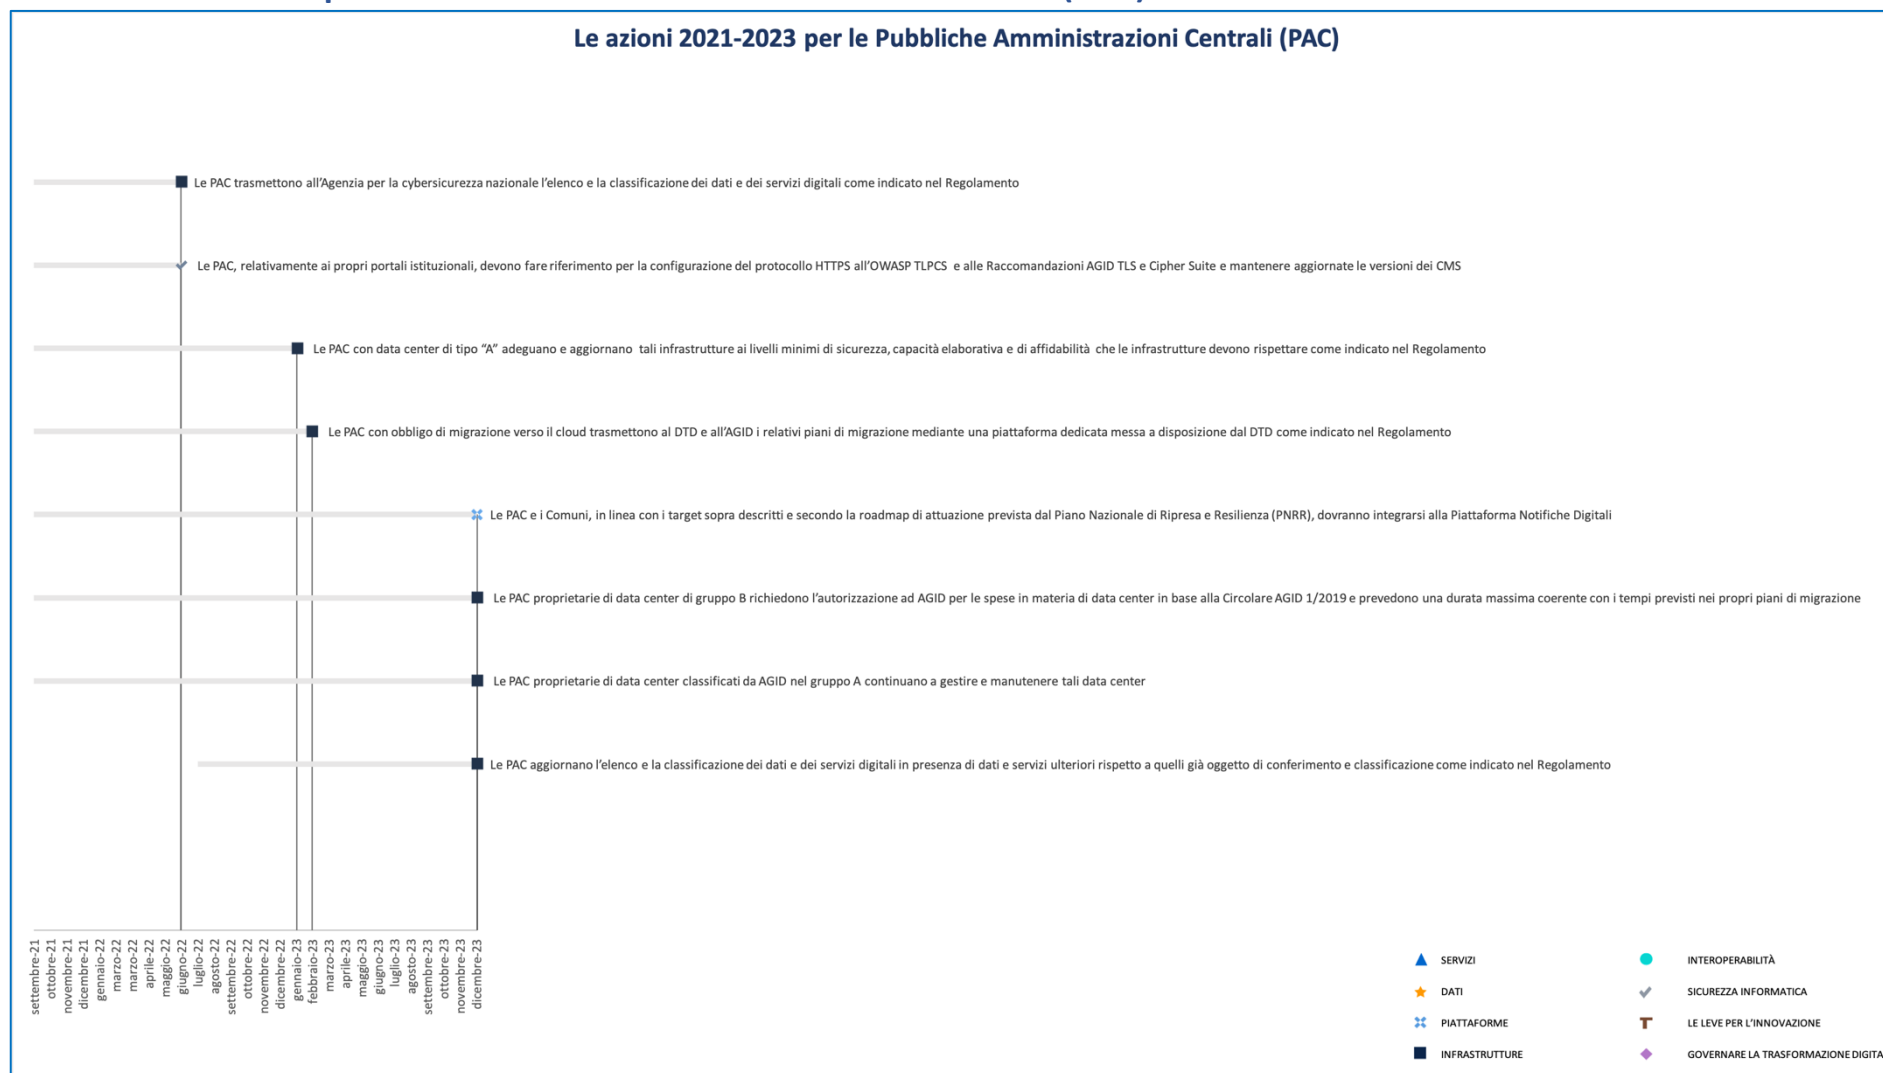 Le azioni 2021-2023 per le Pubbliche Amministrazioni Centrali (PAC)
Le PAC trasmettono all'Agenzia per la cybersicurezza nazionale l'elenco e la classificazione dei dati e dei servizi digitali come indicato nel Regolamento
Le PAC, relativamente ai propri portali istituzionali, devono fare riferimento per la configurazione del protocollo HTTPS all'OWASP TLPCS e alle Raccomandazioni AGID TLS e Cipher Suite e mantenere aggiornate le versioni dei CMS
Le PAC con data center di tipo “A” adeguano e aggiornano tali infrastrutture ai livelli minimi di sicurezza, capacità elaborativa e di affidabilità che le infrastrutture devono rispettare come indicato nel Regolamento
Le PAC con obbligo di migrazione verso il cloud trasmettono al DTD e all'AGID i relativi piani di migrazione mediante una piattaforma dedicata messa a disposizione dal DTD come indicato nel Regolamento
Le PAC e i Comuni, in linea con i target sopra descritti e secondo la roadmap di attuazione prevista dal Piano Nazionale di Ripresa e Resilienza (PNRR), dovranno integrarsi alla Piattaforma Notifiche Digitali
Le PAC proprietarie di data center di gruppo B richiedono l'autorizzazione ad AGID per le spese in materia di data center in base alla Circolare AGID 1/2019 e prevedono una durata massima coerente con i tempi previsti nei propri piani di migrazione
Le PAC proprietarie di data center classificati da AGID nel gruppo A continuano a gestire e manutenere tali data center
Le PAC aggiornano l'elenco e la classificazione dei dati e dei servizi digitali in presenza di dati e servizi ulteriori rispetto a quelli già oggetto di conferimento e classificazione come indicato nel Regolamento
settembre-21
ottobre-21
novembre-21
dicembre-21
gennaio-22
marzo-22
marzo-22
aprile-22
maggio-22
giugno-22
luglio-22
agosto-22
settembre-22
ottobre-22
novembre-22
dicembre-22
gennaio-23
febbraio-23
marzo-23
aprile-23
maggio-23
giugno-23
luglio-23
agosto-23
settembre-23
ottobre-23
novembre-23
dicembre-23
SERVIZI
INTEROPERABILITÀ
DATI
SICUREZZA INFORMATICA
PIATTAFORME
LE LEVE PER L'INNOVAZIONE
INFRASTRUTTURE
GOVERNARE LA TRASFORMAZIONE DIGITA